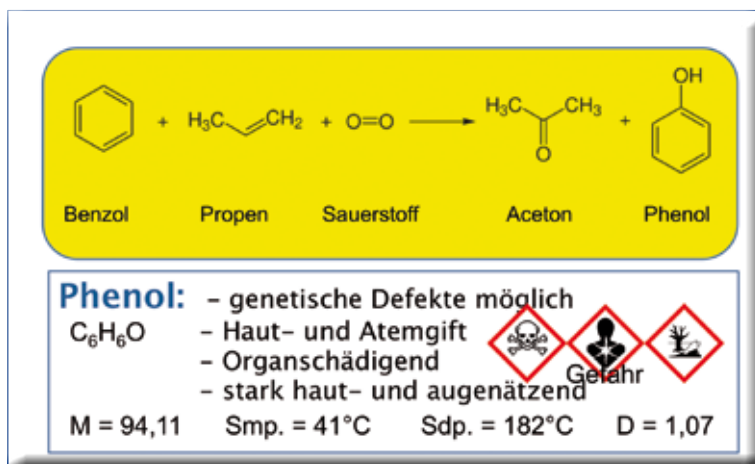 OH
H₃C CH₃
+ H₃C CH₂ + O=O +
O
Benzol Propen Sauerstoff Aceton Phenol
Phenol: - genetische Defekte möglich
C₆H₆O - Haut- und Atemgift
- Organschädigend
Gefahr
- stark haut- und augenätzend
M = 94,11 Smp. = 41°C Sdp. = 182°C D = 1,07